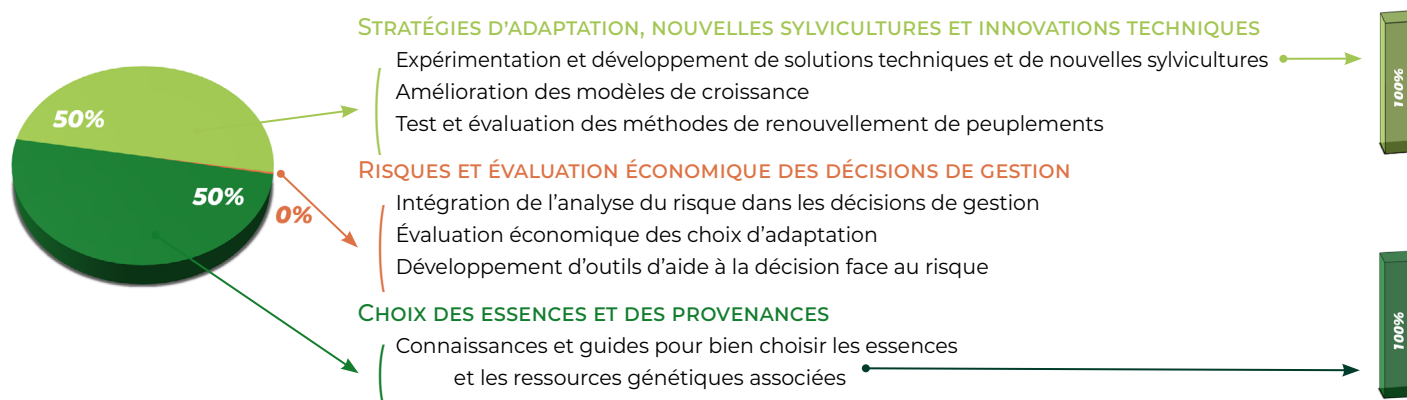 STRATÉGIES D'ADAPTATION, NOUVELLES SYLVICULTURES ET INNOVATIONS TECHNIQUES
Expérimentation et développement de solutions techniques et de nouvelles sylvicultures
Amélioration des modèles de croissance
Test et évaluation des méthodes de renouvellement de peuplements
100%
50%
50%
0%
RISQUES ET ÉVALUATION ÉCONOMIQUE DES DÉCISIONS DE GESTION
Intégration de l'analyse du risque dans les décisions de gestion
Évaluation économique des choix d'adaptation
Développement d'outils d'aide à la décision face au risque
CHOIX DES ESSENCES ET DES PROVENANCES
Connaissances et guides pour bien choisir les essences
et les ressources génétiques associées
100%